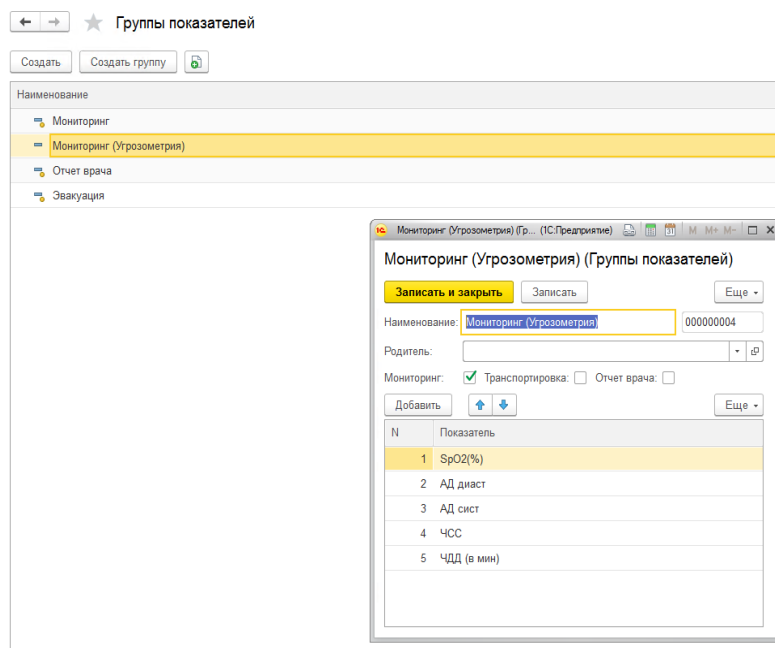 Группы показателей
Создать Создать группу
Наименование
Мониторинг
Мониторинг (Угрозометрия)
Отчет врача
Эвакуация
1С Мониторинг (Угрозометрия) (Гр... (1С:Предприятие) 31 M M+ M-
Мониторинг (Угрозометрия) (Группы показателей)
Записать и закрыть Записать Еще
Наименование: Мониторинг (Угрозометрия) 000000004
Родитель:
Мониторинг: Транспортировка: Отчет врача:
Добавить Еще
N Показатель
1 SpO2(%)
2 АД диаст
3 АД сист
4 ЧСС
5 ЧДД (в мин)